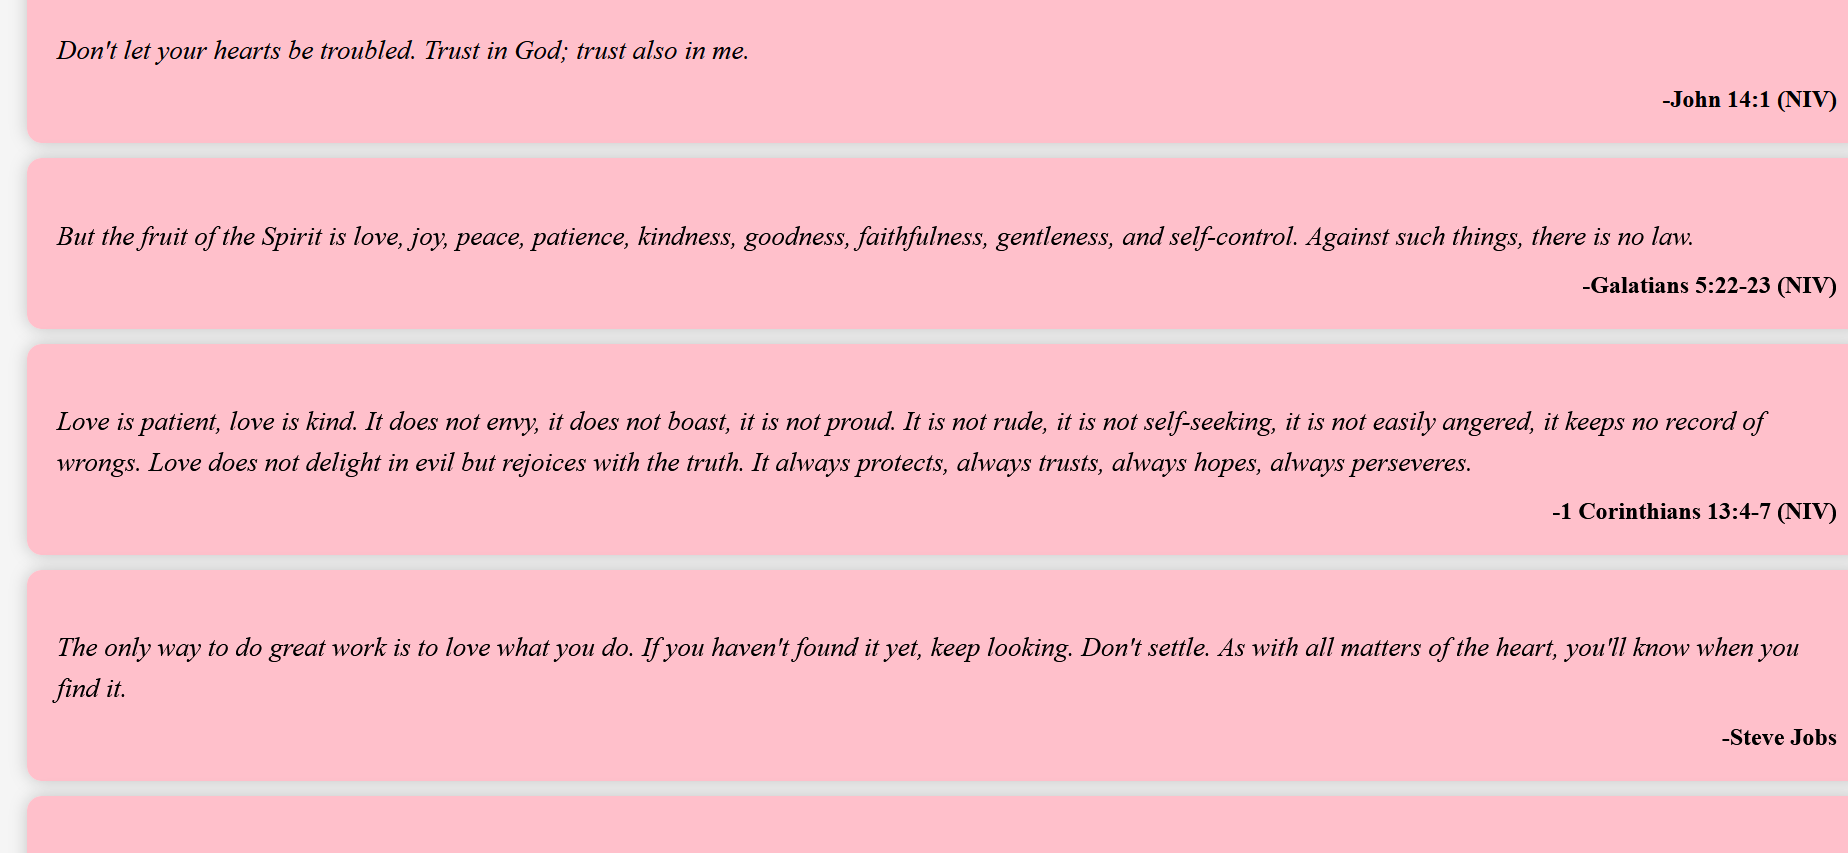 Don't let your hearts be troubled. Trust in God; trust also in me.
-John 14:1 (NIV)
But the fruit of the Spirit is love, joy, peace, patience, kindness, goodness, faithfulness, gentleness, and self-control. Against such things, there is no law.
-Galatians 5:22-23 (NIV)
Love is patient, love is kind. It does not envy, it does not boast, it is not proud. It is not rude, it is not self-seeking, it is not easily angered, it keeps no record of
wrongs. Love does not delight in evil but rejoices with the truth. It always protects, always trusts, always hopes, always perseveres.
-1 Corinthians 13:4-7 (NIV)
The only way to do great work is to love what you do. If you haven't found it yet, keep looking. Don't settle. As with all matters of the heart, you'll know when you
find it.
-Steve Jobs